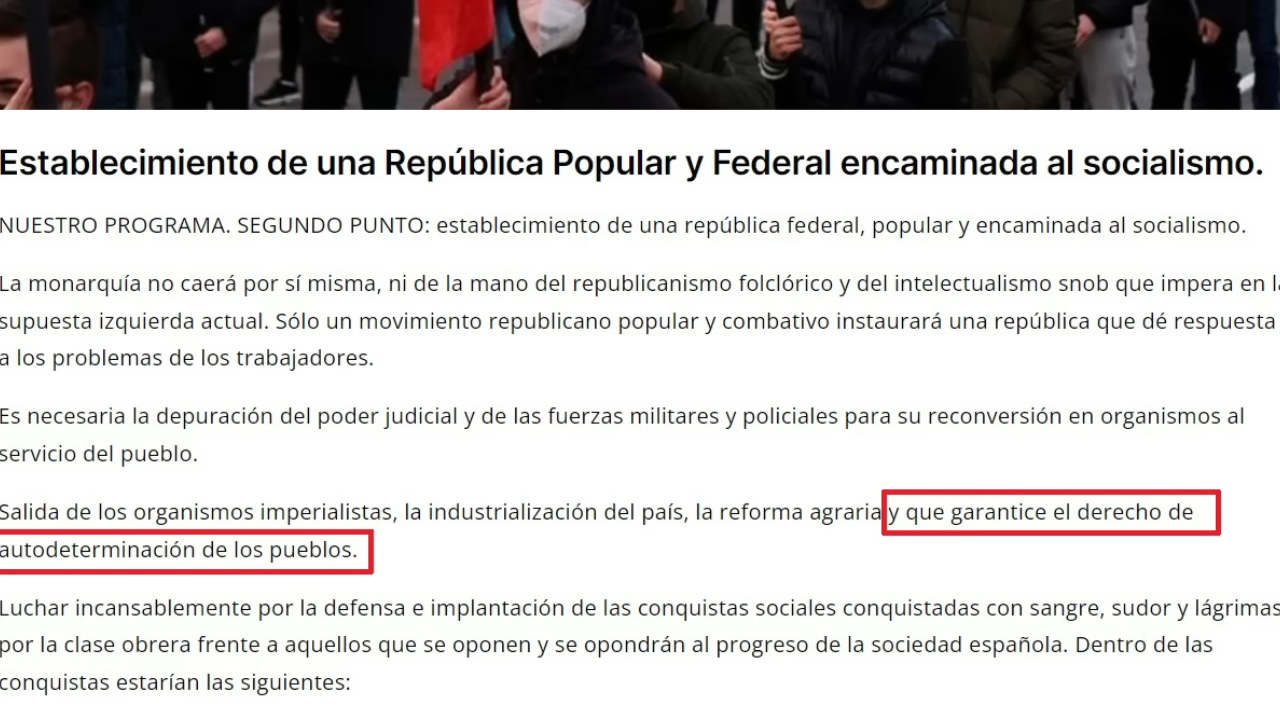 Establecimiento de una República Popular y Federal encaminada al socialismo.
NUESTRO PROGRAMA. SEGUNDO PUNTO: establecimiento de una república federal, popular y encaminada al socialismo.
La monarquía no caerá por sí misma, ni de la mano del republicanismo folclórico y del intelectualismo snob que impera en la
supuesta izquierda actual. Sólo un movimiento republicano popular y combativo instaurará una república que dé respuesta
a los problemas de los trabajadores.
Es necesaria la depuración del poder judicial y de las fuerzas militares y policiales para su reconversión en organismos al
servicio del pueblo.
Salida de los organismos imperialistas, la industrialización del país, la reforma agraria y que garantice el derecho de
autodeterminación de los pueblos.
Luchar incansablemente por la defensa e implantación de las conquistas sociales conquistadas con sangre, sudor y lágrimas
por la clase obrera frente a aquellos que se oponen y se opondrán al progreso de la sociedad española. Dentro de las
conquistas estarían las siguientes: